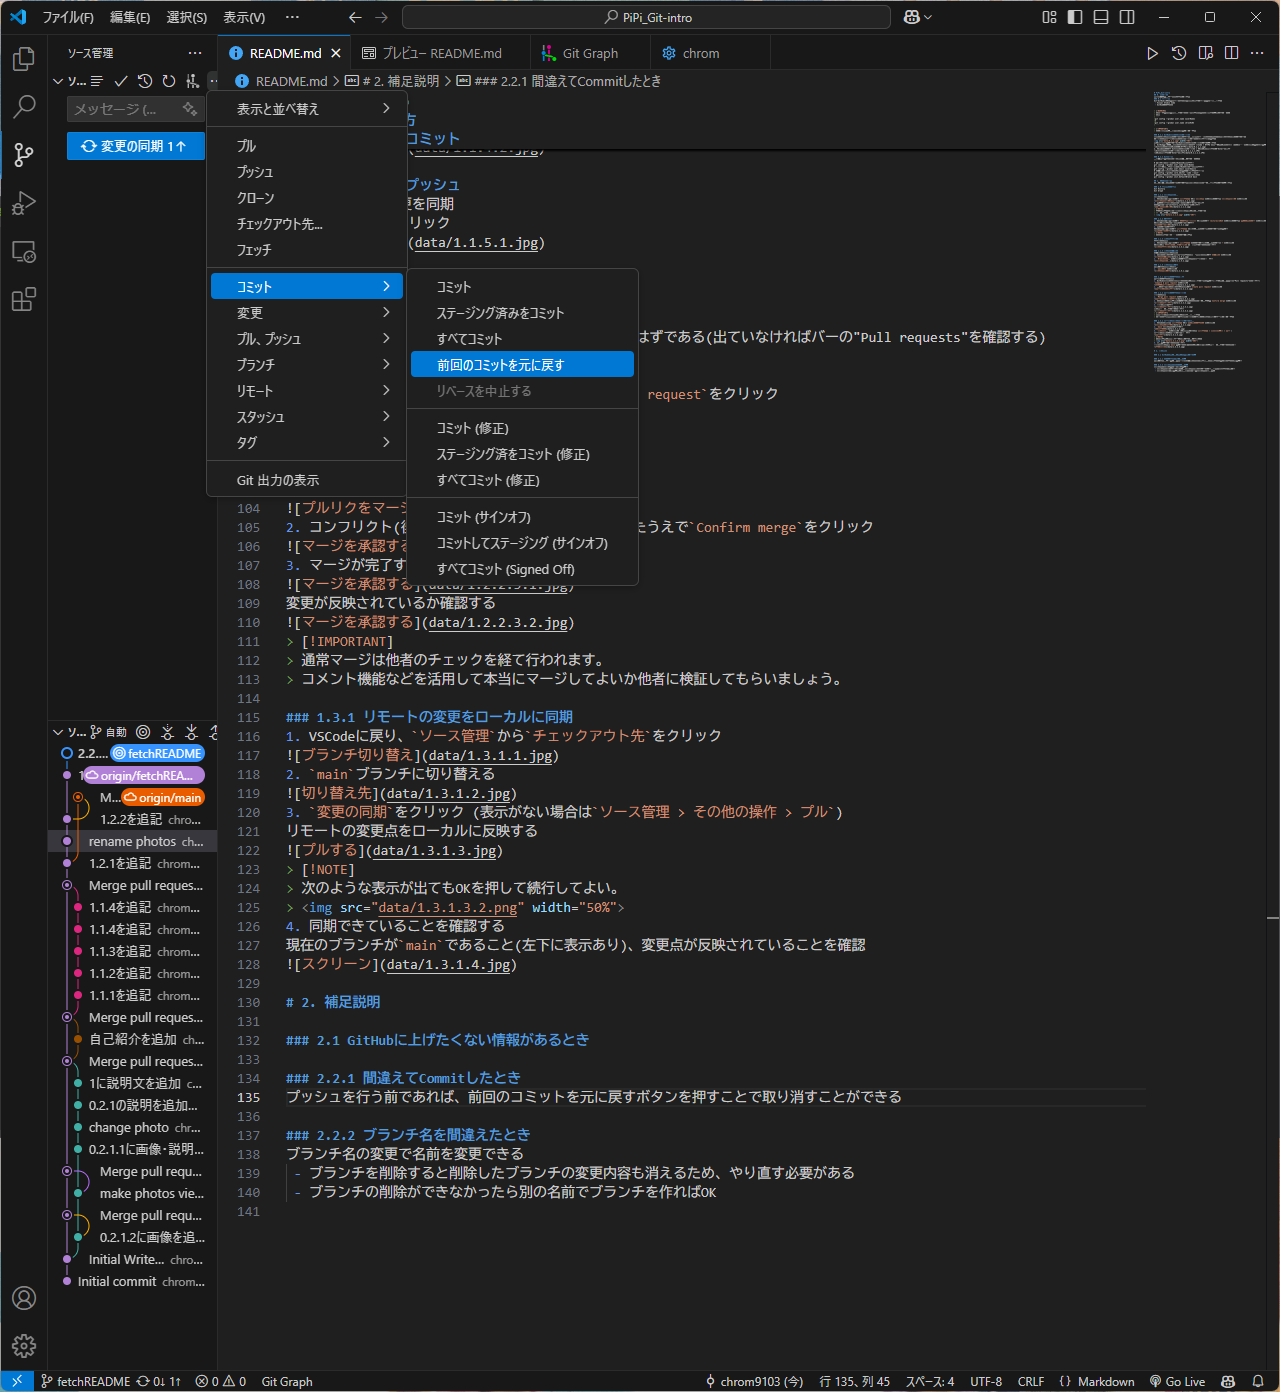 ファイル(F) 編集(E) 選択(S) 表示(V) ··· PiPi_Git-intro
ソース管理 ···
README.md プレビュー README.md Git Graph chrom
ソ...
README.md > # 2. 補足説明 > ### 2.2.1 間違えてCommitしたとき
メッセージ (...
変更の同期 1↑
表示と並べ替え
プル
プッシュ
クローン
チェックアウト先...
フェッチ
コミット
変更
プル、プッシュ
ブランチ
リモート
スタッシュ
タグ
Git 出力の表示
コミット
ステージング済みをコミット
すべてコミット
前回のコミットを元に戻す
リベースを中止する
コミット (修正)
ステージング済をコミット (修正)
すべてコミット (修正)
コミット (サインオフ)
コミットしてステージング (サインオフ)
すべてコミット (Signed Off)
方
コミット
プッシュ
更を同期
リック
(data/1.1.5.1.jpg)
はずである(出ていなければバーの"Pull requests"を確認する)
request`をクリック
104 ![プルリクをマージ
105 2. コンフリクト( たうえで`Confirm merge`をクリック
106 ![マージを承認する
107 3. マージが完了す
108 ![マージを承認する](data/1.2.2.3.1.jpg)
109 変更が反映されているか確認する
110 ![マージを承認する](data/1.2.2.3.2.jpg)
111 > [!IMPORTANT]
112 > 通常マージは他者のチェックを経て行われます。
113 > コメント機能などを活用して本当にマージしてよいか他者に検証してもらいましょう。
114
115 ### 1.3.1 リモートの変更をローカルに同期
116 1. VSCodeに戻り、`ソース管理`から`チェックアウト先`をクリック
117 ![ブランチ切り替え](data/1.3.1.1.jpg)
118 2. `main`ブランチに切り替える
119 ![切り替え先](data/1.3.1.2.jpg)
120 3. `変更の同期`をクリック (表示がない場合は`ソース管理 > その他の操作 > プル`)
121 リモートの変更点をローカルに反映する
122 ![プルする](data/1.3.1.3.jpg)
123 > [!NOTE]
124 > 次のような表示が出てもOKを押して続行してよい。
125 > <img src="data/1.3.1.3.2.png" width="50%">
126 4. 同期できていることを確認する
127 現在のブランチが`main`であること(左下に表示あり)、変更点が反映されていることを確認
128 ![スクリーン](data/1.3.1.4.jpg)
129
130 # 2. 補足説明
131
132 ### 2.1 GitHubに上げたくない情報があるとき
133
134 ### 2.2.1 間違えてCommitしたとき
135 プッシュを行う前であれば、前回のコミットを元に戻すボタンを押すことで取り消すことができる
136
137 ### 2.2.2 ブランチ名を間違えたとき
138 ブランチ名の変更で名前を変更できる
139 - ブランチを削除すると削除したブランチの変更内容も消えるため、やり直す必要がある
140 - ブランチの削除ができなかったら別の名前でブランチを作ればOK
141
ソ... 自動
2.2.... fetchREADME
1 origin/fetchREA...
M... origin/main
1.2.2を追記 chro...
rename photos ch...
1.2.1を追記 chrom...
Merge pull reques...
1.1.4を追記 chrom...
1.1.4を追記 chrom...
1.1.3を追記 chrom...
1.1.2を追記 chrom...
1.1.1を追記 chrom...
Merge pull reques...
自己紹介を追加 ch...
Merge pull reques...
1に説明文を追加 c...
0.2.1の説明を追加...
change photo chr...
0.2.1.1に画像・説明...
Merge pull requ...
make photos vie...
Merge pull requ...
0.2.1.2に画像を追...
Initial Write... chro...
Initial commit chrom...
fetchREADME 0↓ 1↑ 0 0 Git Graph chrom9103 (今) 行 135、列 45 スペース: 4 UTF-8 CRLF {} Markdown Go Live